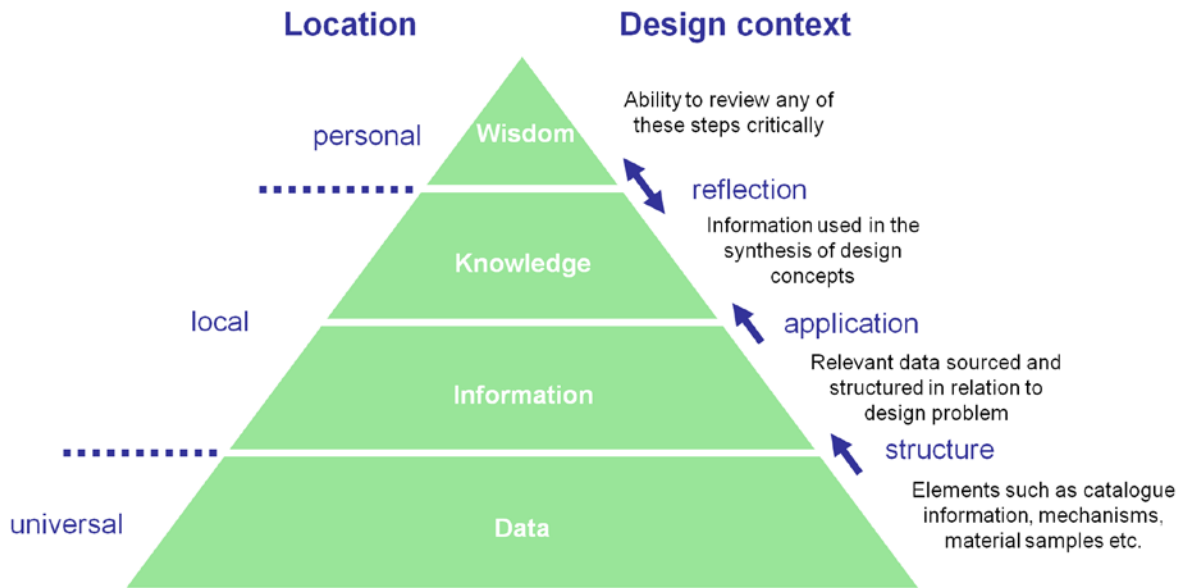 Location
Design context
Ability to review any of
these steps critically
personal
Wisdom
reflection
Information used in the
synthesis of design
concepts
Knowledge
local
application
Relevant data sourced and
structured in relation to
design problem
Information
structure
Elements such as catalogue
information, mechanisms,
material samples etc.
universal
Data